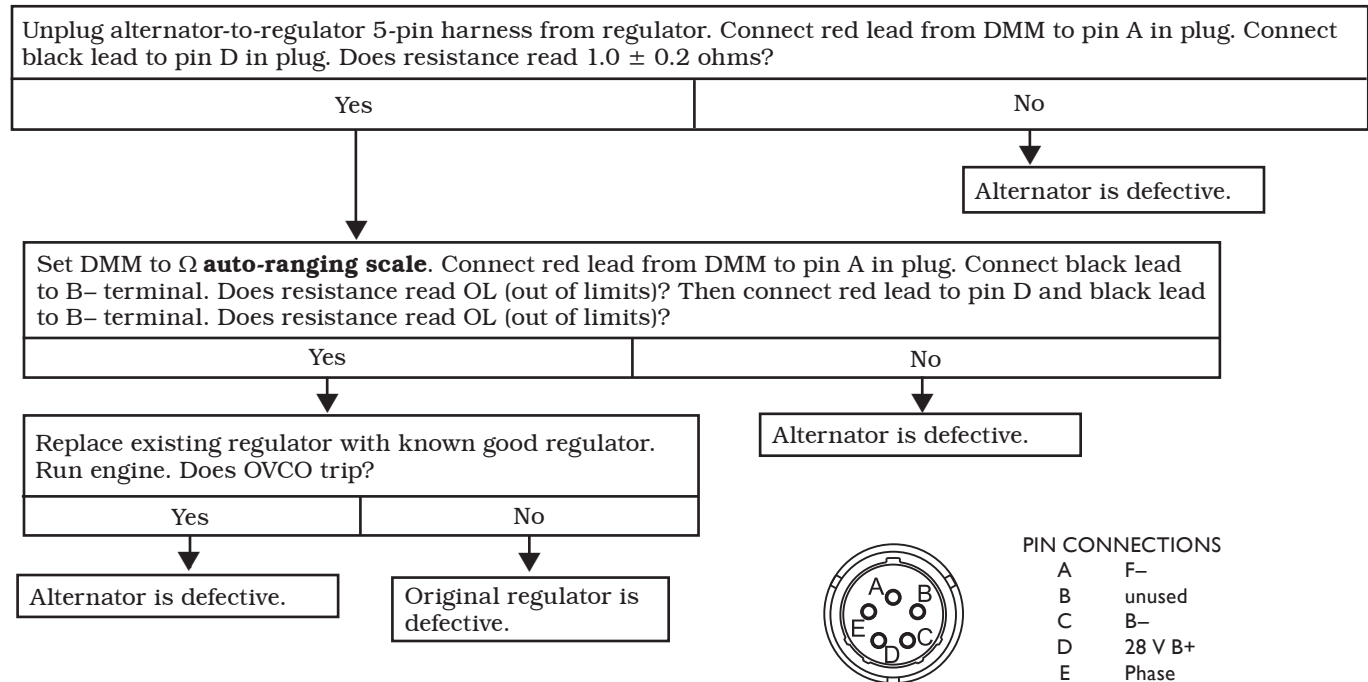 Unplug alternator-to-regulator 5-pin harness from regulator. Connect red lead from DMM to pin A in plug. Connect
black lead to pin D in plug. Does resistance read 1.0 ± 0.2 ohms?
Yes
No
Alternator is defective.
Set DMM to Ω auto-ranging scale. Connect red lead from DMM to pin A in plug. Connect black lead
to B– terminal. Does resistance read OL (out of limits)? Then connect red lead to pin D and black lead
to B– terminal. Does resistance read OL (out of limits)?
Yes
No
Alternator is defective.
Replace existing regulator with known good regulator.
Run engine. Does OVCO trip?
Yes
No
Alternator is defective.
Original regulator is
defective.
A
B
E
C
D
PIN CONNECTIONS
A F–
B unused
C B–
D 28 V B+
E Phase